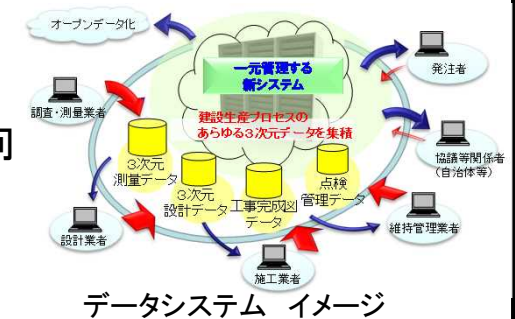 オープンデータ化
一元管理する
新システム
発注者
調査・測量業者
建設生産プロセスの
あらゆる3次元データを集積
回
3次元
測量データ
3次元
設計データ
工事完成図
データ
点検
管理データ
協議等関係者
(自治体等)
設計業者
維持管理業者
施工業者
データシステム イメージ